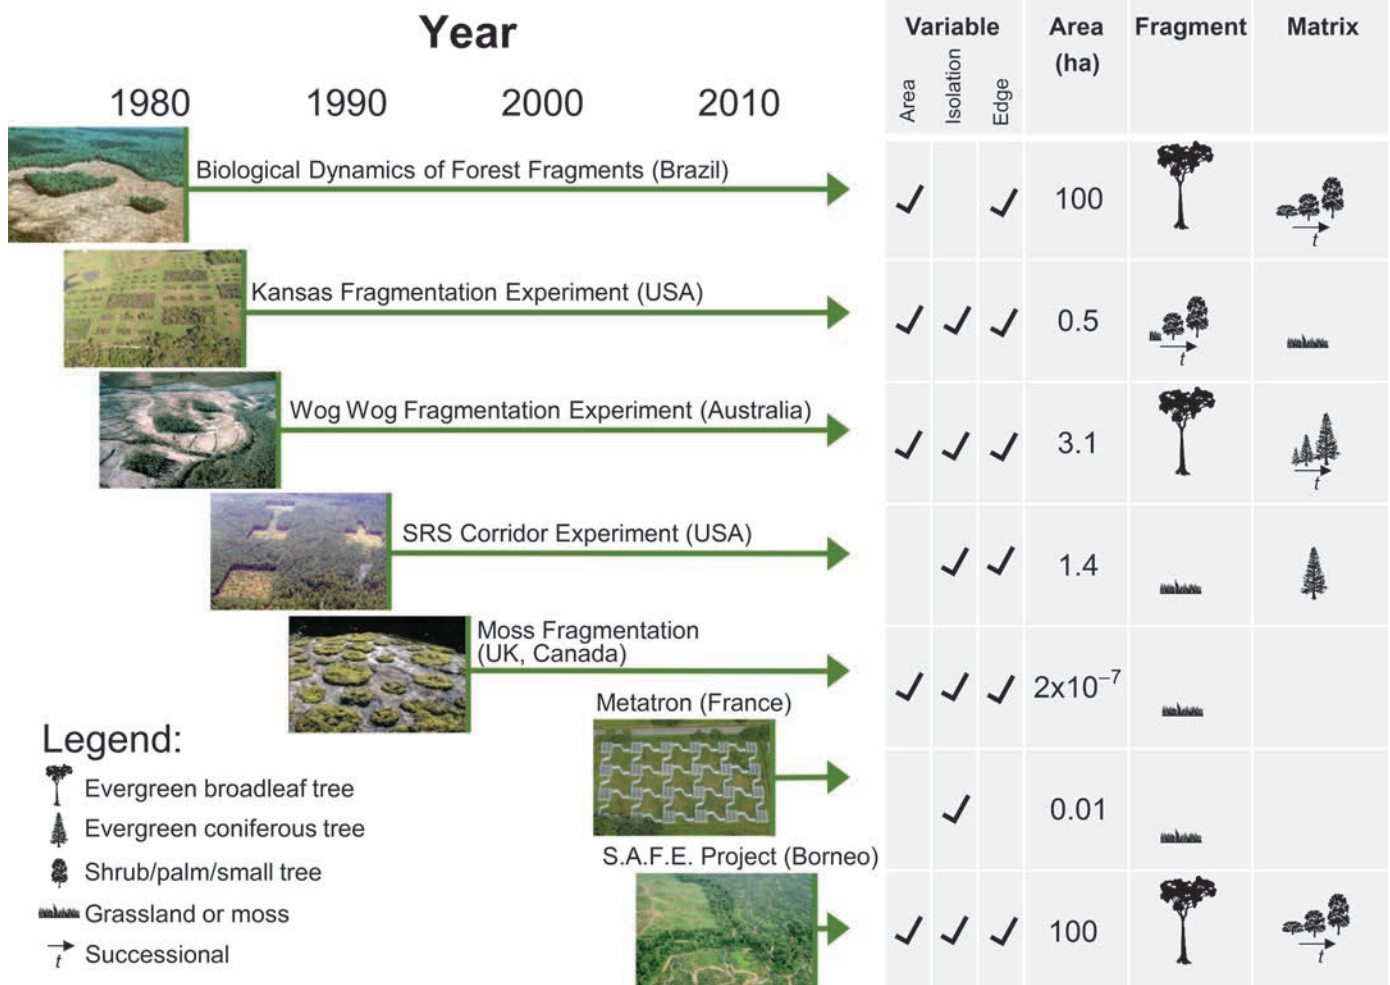 Year
1980 1990 2000 2010
Variable
Area
Isolation
Edge
Area
(ha)
Fragment
Matrix
Biological Dynamics of Forest Fragments (Brazil)
100
t
Kansas Fragmentation Experiment (USA)
0.5
t
Wog Wog Fragmentation Experiment (Australia)
3.1
t
SRS Corridor Experiment (USA)
1.4
Moss Fragmentation
(UK, Canada)
2x10⁻⁷
Metatron (France)
0.01
S.A.F.E. Project (Borneo)
100
t
Legend:
Evergreen broadleaf tree
Evergreen coniferous tree
Shrub/palm/small tree
Grassland or moss
t Successional